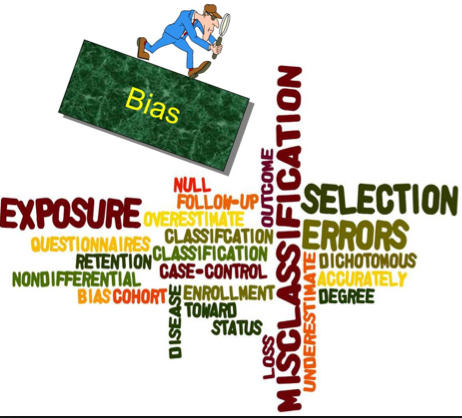 Bias
NULL
FOLLOW-UP
EXPOSURE
OVERESTIMATE
OUTCOME
MISCLASSIFICATION
SELECTION
QUESTIONNAIRES
CLASSIFCATION
ERRORS
RETENTION
CLASSIFICATION
DICHOTOMOUS
NONDIFFERENTIAL
CASE-CONTROL
ACCURATELY
BIAS
COHORT
DISEASE
ENROLLMENT
UNDERESTIMATE
DEGREE
TOWARD
STATUS
LOSS